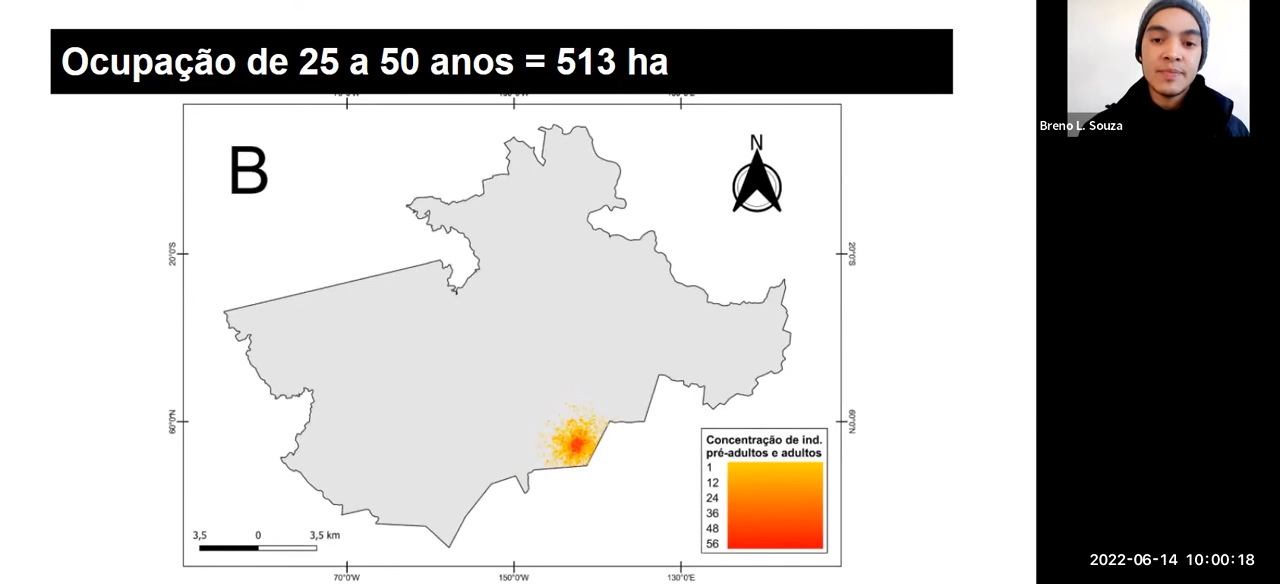 Ocupação de 25 a 50 anos = 513 ha
B
N
20°0'S
20°0'S
60°0'N
60°0'N
Concentração de ind.
pré-adultos e adultos
1
12
24
36
48
56
3,5 0 3,5 km
70°0'W 150°0'W 130°0'E
Breno L. Souza
2022-06-14 10:00:18